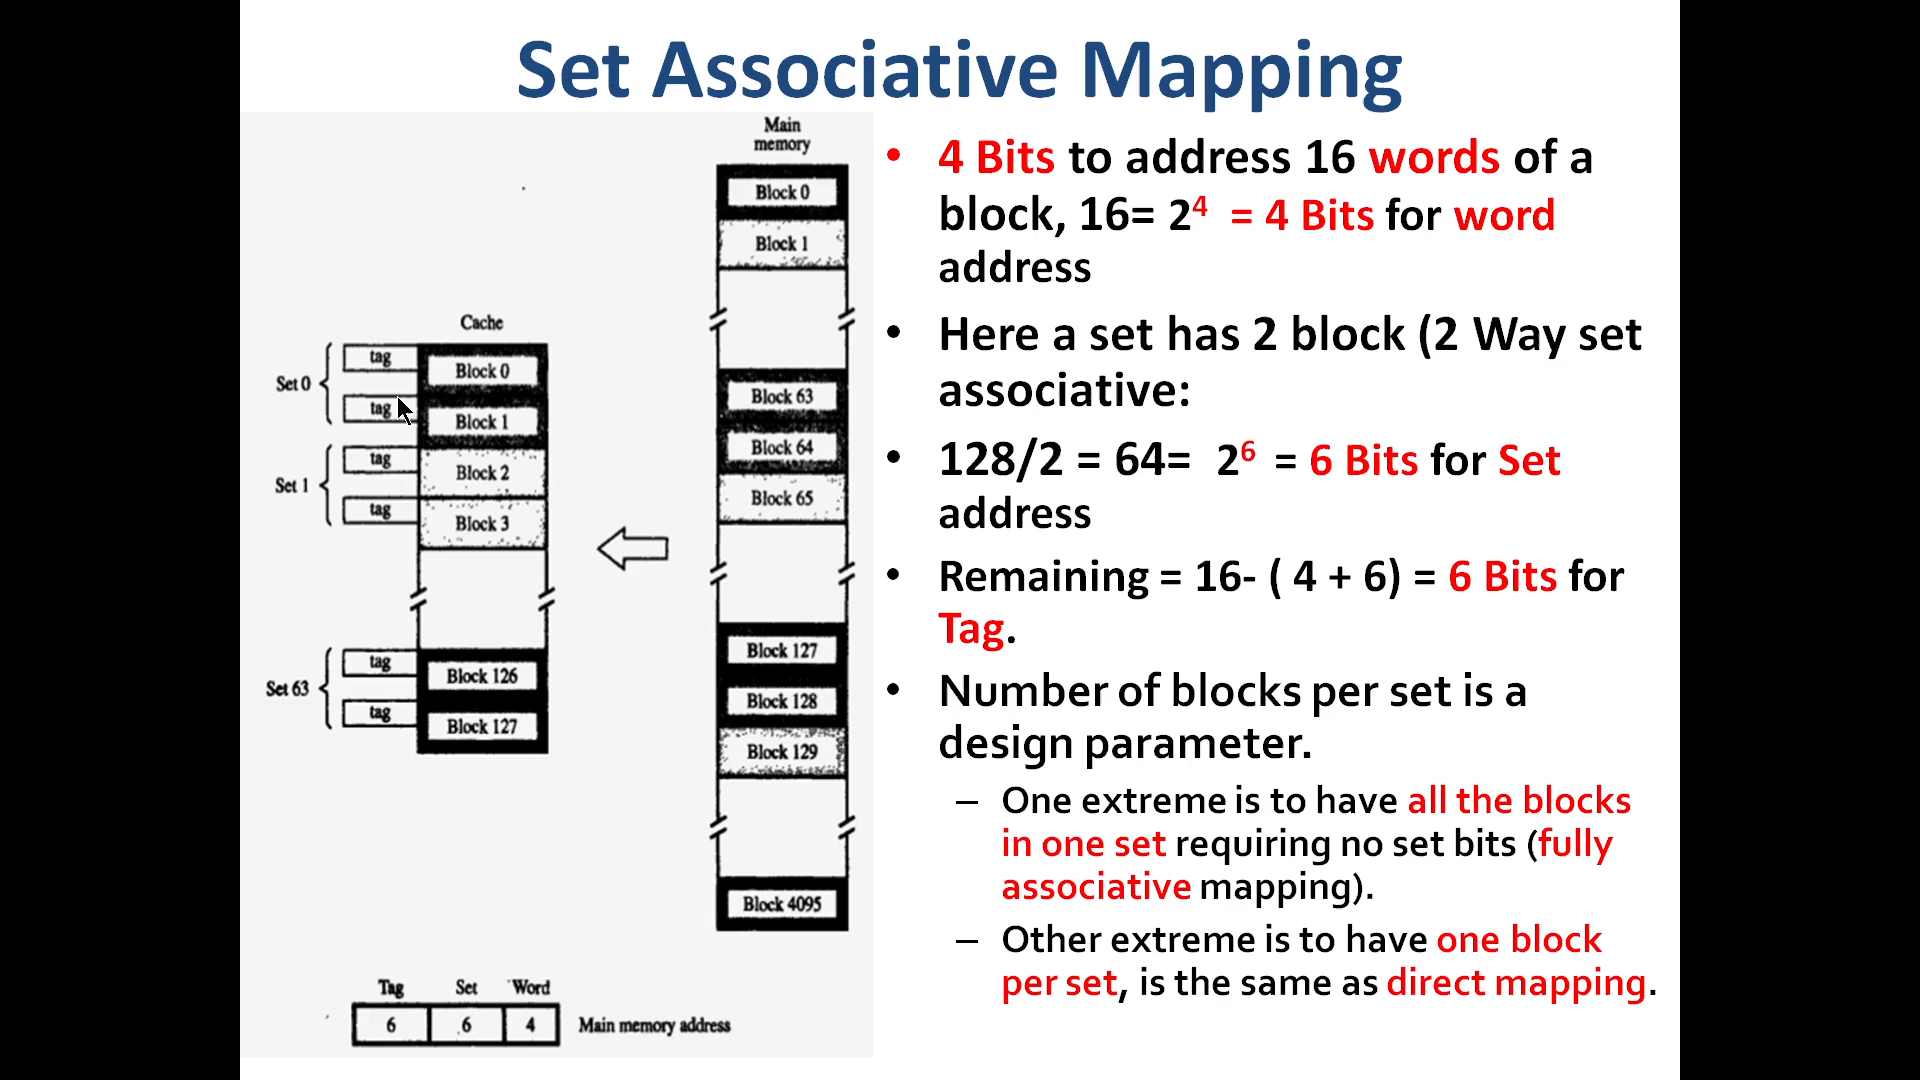 Set Associative Mapping
Main
memory
Block 0
Block 1
Block 63
Block 64
Block 65
Block 127
Block 128
Block 129
Block 4095
Cache
Set 0
tag
Block 0
tag
Block 1
Set 1
tag
Block 2
tag
Block 3
Set 63
tag
Block 126
tag
Block 127
Tag Set Word
6 6 4 Main memory address
• 4 Bits to address 16 words of a
block, 16= 2⁴ = 4 Bits for word
address
• Here a set has 2 block (2 Way set
associative:
• 128/2 = 64= 2⁶ = 6 Bits for Set
address
• Remaining = 16- ( 4 + 6) = 6 Bits for
Tag.
• Number of blocks per set is a
design parameter.
– One extreme is to have all the blocks
in one set requiring no set bits (fully
associative mapping).
– Other extreme is to have one block
per set, is the same as direct mapping.